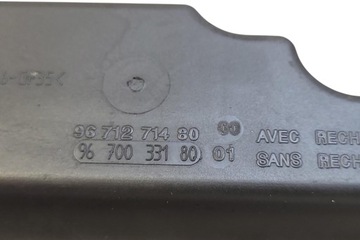 96 712 714 80 00 AVEC RECH
96 700 331 80 01 SANS RECH